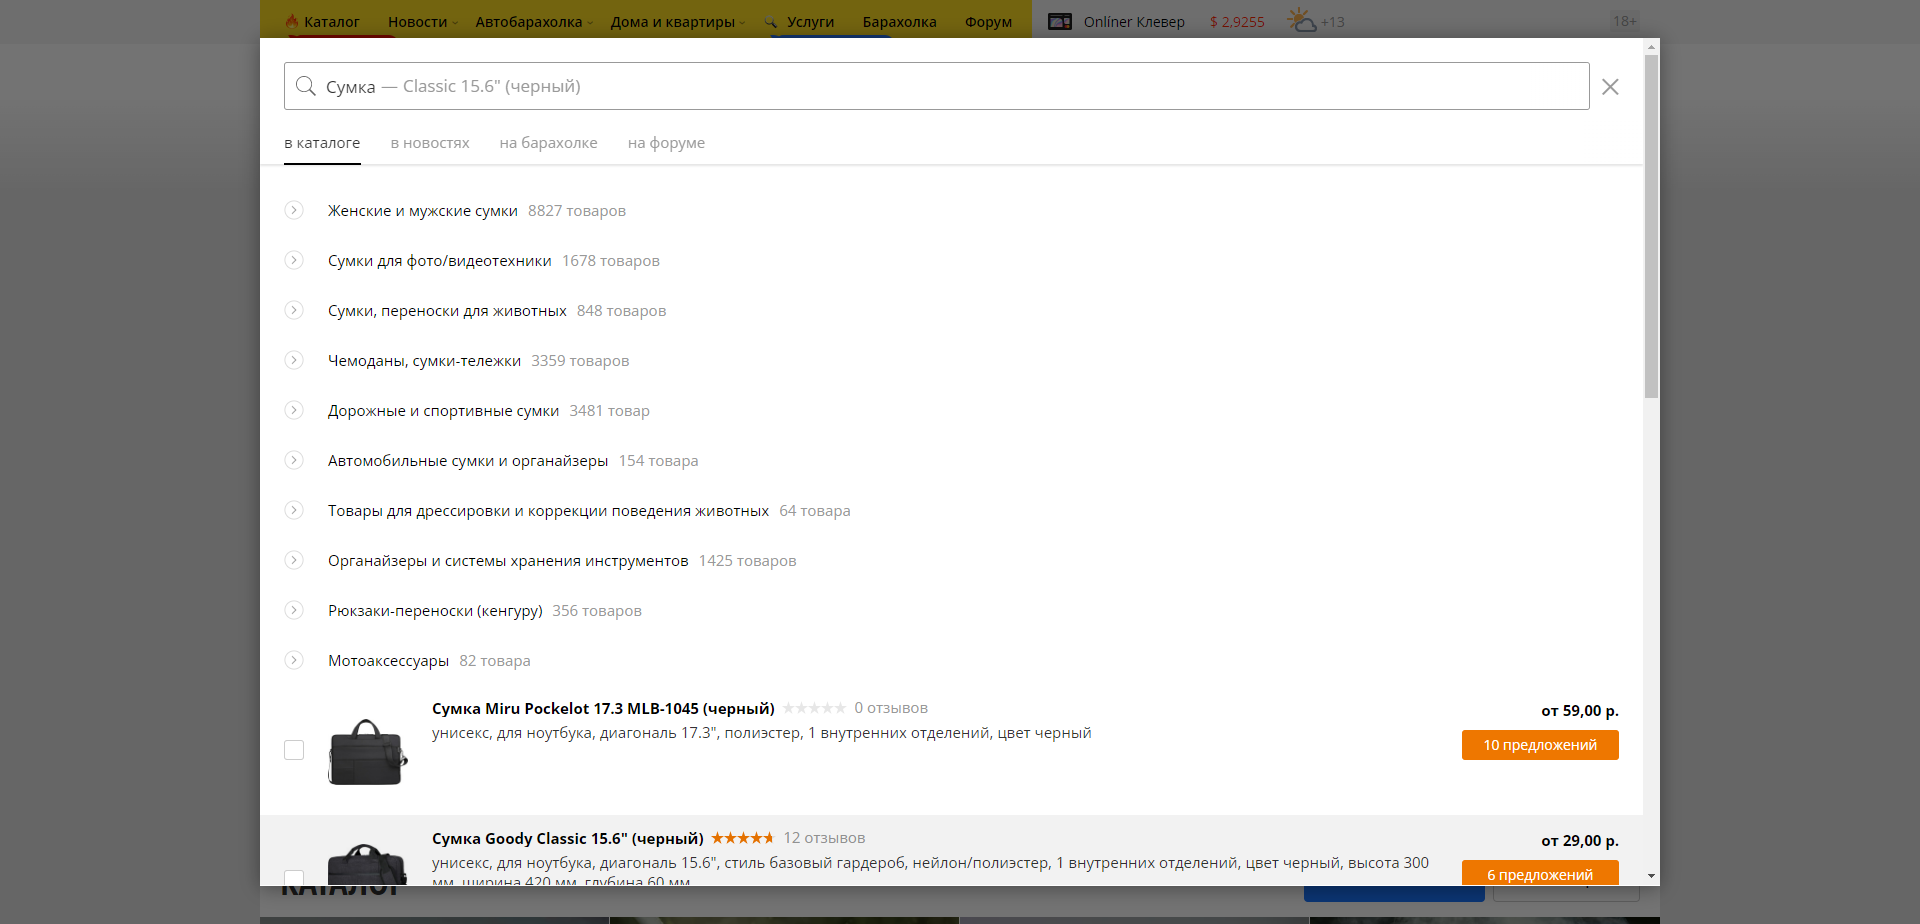 Каталог Новости Автобарахолка Дома и квартиры Услуги Барахолка Форум Onlíner Клевер $ 2,9255 +13 18+
Сумка — Classic 15.6" (черный)
в каталоге в новостях на барахолке на форуме
Женские и мужские сумки 8827 товаров
Сумки для фото/видеотехники 1678 товаров
Сумки, переноски для животных 848 товаров
Чемоданы, сумки-тележки 3359 товаров
Дорожные и спортивные сумки 3481 товар
Автомобильные сумки и органайзеры 154 товара
Товары для дрессировки и коррекции поведения животных 64 товара
Органайзеры и системы хранения инструментов 1425 товаров
Рюкзаки-переноски (кенгуру) 356 товаров
Мотоаксессуары 82 товара
Сумка Miru Pockelot 17.3 MLB-1045 (черный) 0 отзывов от 59,00 р.
унисекс, для ноутбука, диагональ 17.3", полиэстер, 1 внутренних отделений, цвет черный
10 предложений
Сумка Goody Classic 15.6" (черный) 12 отзывов от 29,00 р.
унисекс, для ноутбука, диагональ 15.6", стиль базовый гардероб, нейлон/полиэстер, 1 внутренних отделений, цвет черный, высота 300
6 предложений
мм, ширина 420 мм, глубина 60 мм
КАТАЛОГ